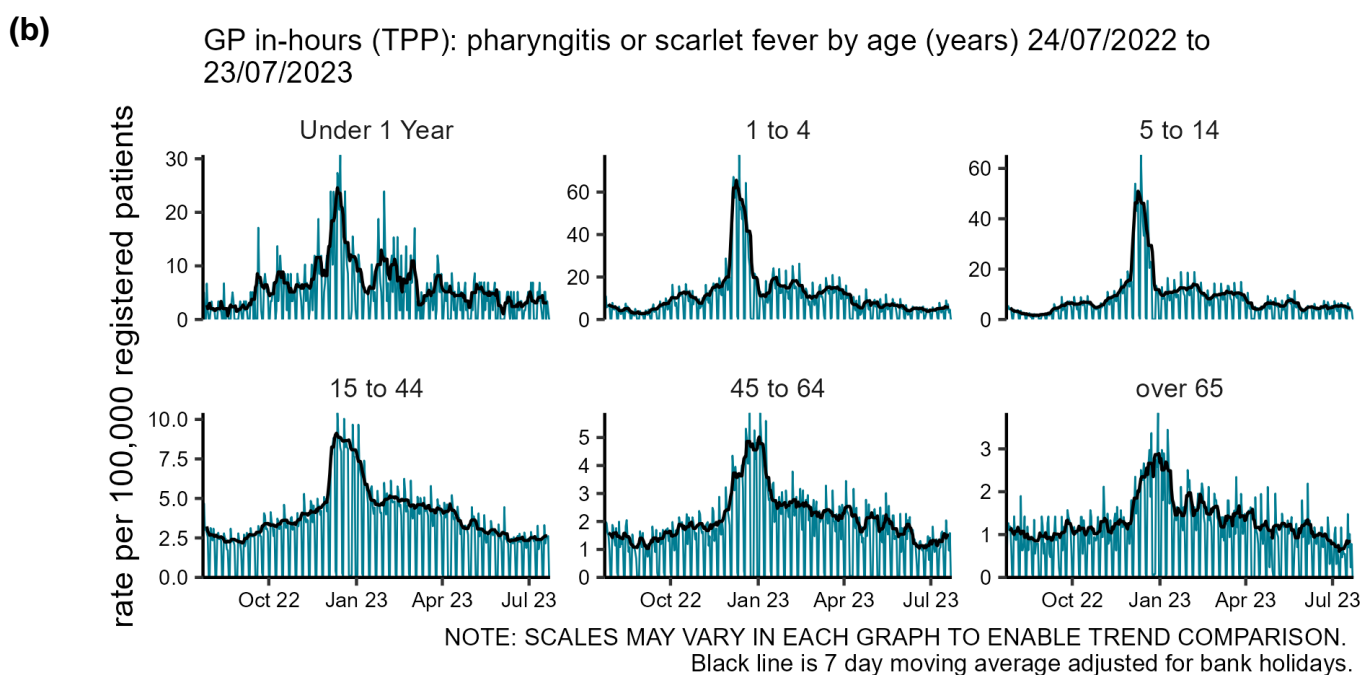 (b)
GP in-hours (TPP): pharyngitis or scarlet fever by age (years) 24/07/2022 to
23/07/2023
rate per 100,000 registered patients
Under 1 Year
30
20
10
0
1 to 4
60
40
20
0
5 to 14
60
40
20
0
15 to 44
10.0
7.5
5.0
2.5
0.0
Oct 22 Jan 23 Apr 23 Jul 23
45 to 64
5
4
3
2
1
0
Oct 22 Jan 23 Apr 23 Jul 23
over 65
3
2
1
0
Oct 22 Jan 23 Apr 23 Jul 23
NOTE: SCALES MAY VARY IN EACH GRAPH TO ENABLE TREND COMPARISON.
Black line is 7 day moving average adjusted for bank holidays.